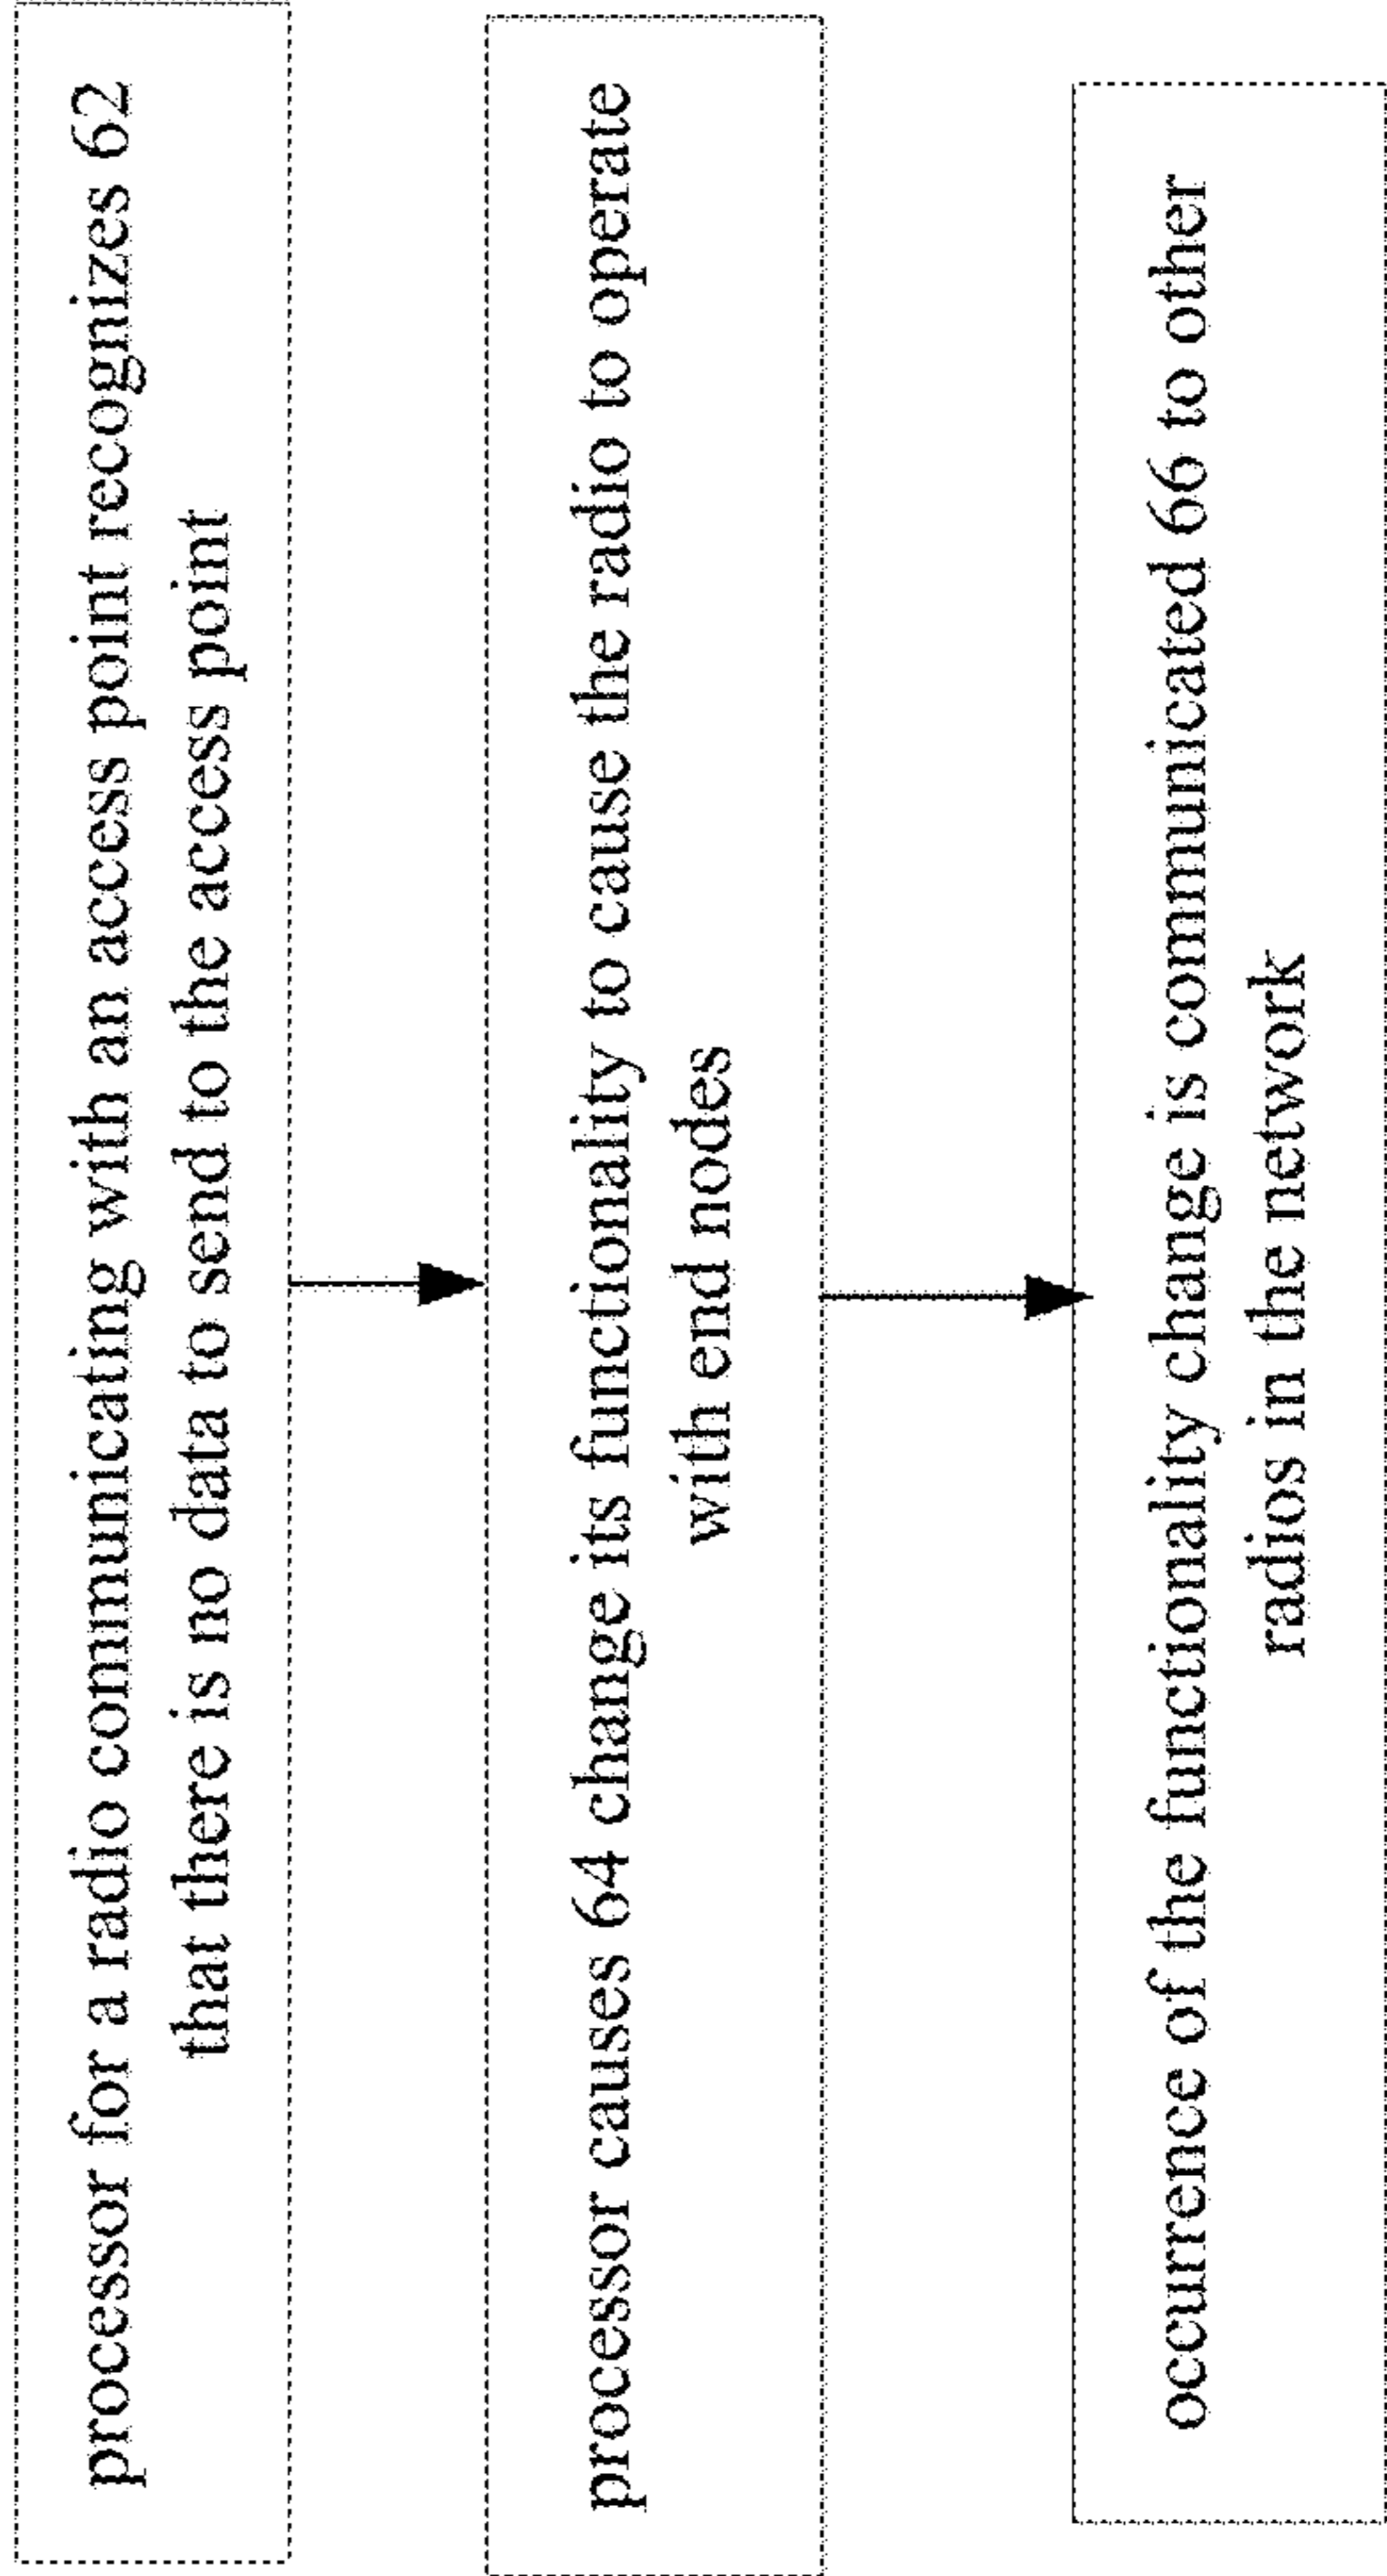 processor for a radio communicating with an access point recognizes 62
that there is no data to send to the access point
processor causes 64 change its functionality to cause the radio to operate
with end nodes
occurrence of the functionality change is communicated 66 to other
radios in the network